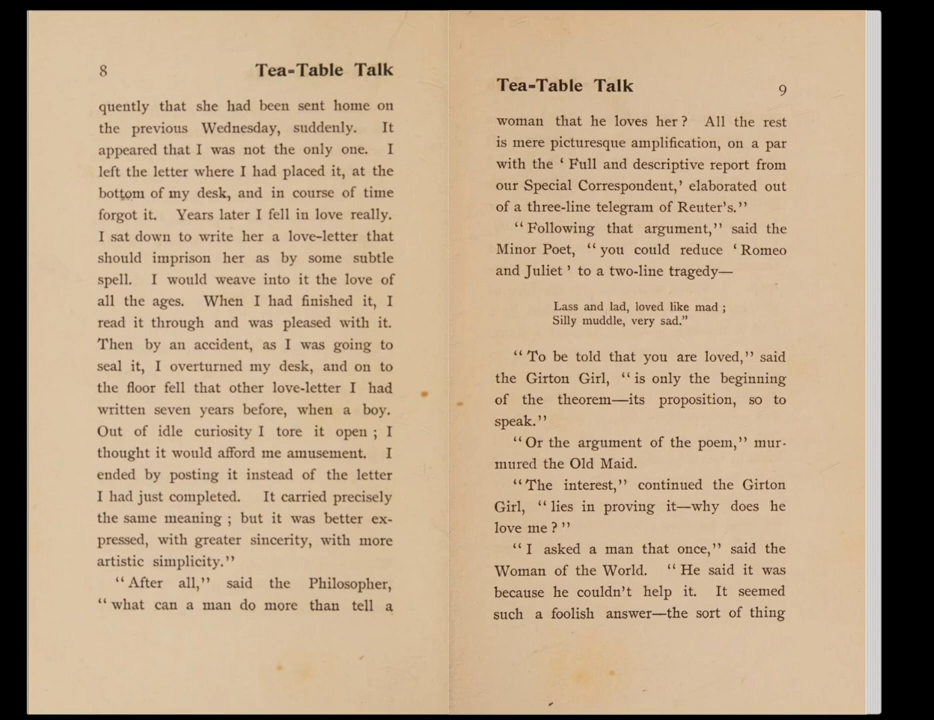 8 Tea-Table Talk
quently that she had been sent home on
the previous Wednesday, suddenly. It
appeared that I was not the only one. I
left the letter where I had placed it, at the
bottom of my desk, and in course of time
forgot it. Years later I fell in love really.
I sat down to write her a love-letter that
should imprison her as by some subtle
spell. I would weave into it the love of
all the ages. When I had finished it, I
read it through and was pleased with it.
Then by an accident, as I was going to
seal it, I overturned my desk, and on to
the floor fell that other love-letter I had
written seven years before, when a boy.
Out of idle curiosity I tore it open ; I
thought it would afford me amusement. I
ended by posting it instead of the letter
I had just completed. It carried precisely
the same meaning ; but it was better ex-
pressed, with greater sincerity, with more
artistic simplicity.”
“ After all,” said the Philosopher,
“ what can a man do more than tell a
Tea-Table Talk 9
woman that he loves her ? All the rest
is mere picturesque amplification, on a par
with the ‘ Full and descriptive report from
our Special Correspondent,’ elaborated out
of a three-line telegram of Reuter’s.”
“ Following that argument,” said the
Minor Poet, “ you could reduce ‘ Romeo
and Juliet ’ to a two-line tragedy—
Lass and lad, loved like mad ;
Silly muddle, very sad.”
“ To be told that you are loved,” said
the Girton Girl, “ is only the beginning
of the theorem—its proposition, so to
speak.”
“ Or the argument of the poem,” mur-
mured the Old Maid.
“ The interest,” continued the Girton
Girl, “ lies in proving it—why does he
love me ? ”
“ I asked a man that once,” said the
Woman of the World. “ He said it was
because he couldn’t help it. It seemed
such a foolish answer—the sort of thing